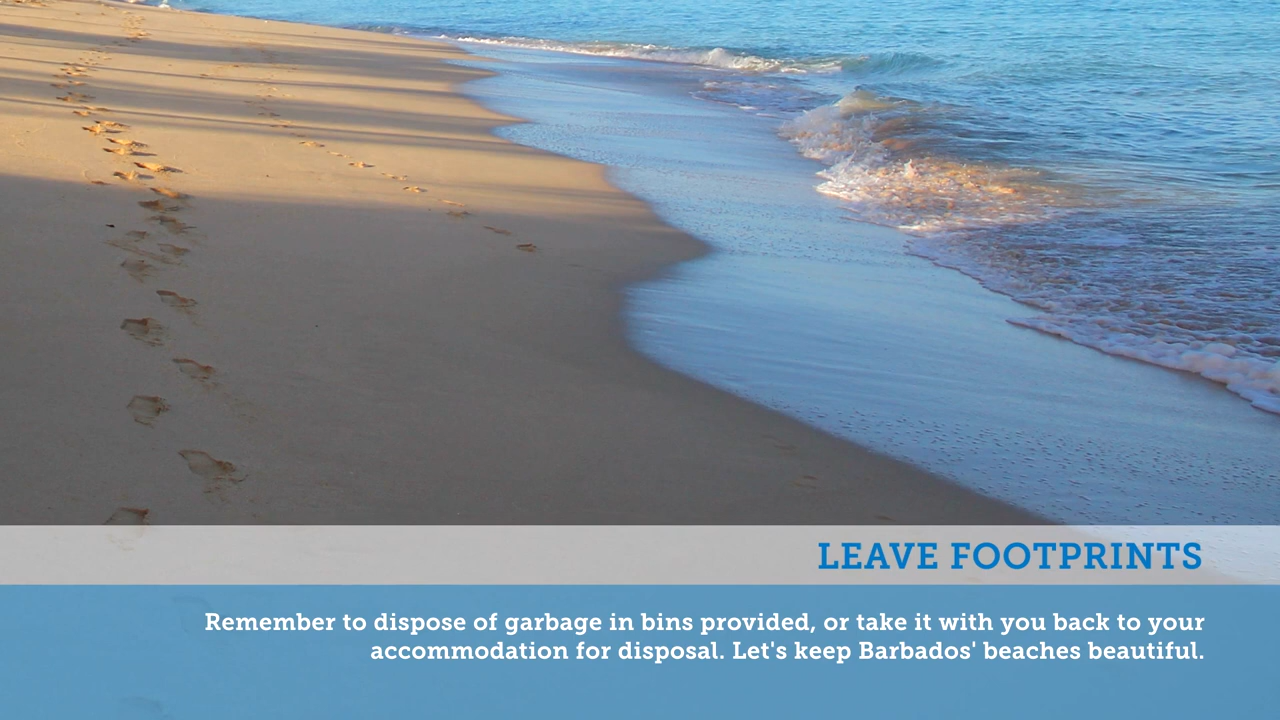 LEAVE FOOTPRINTS
Remember to dispose of garbage in bins provided, or take it with you back to your
accommodation for disposal. Let's keep Barbados' beaches beautiful.